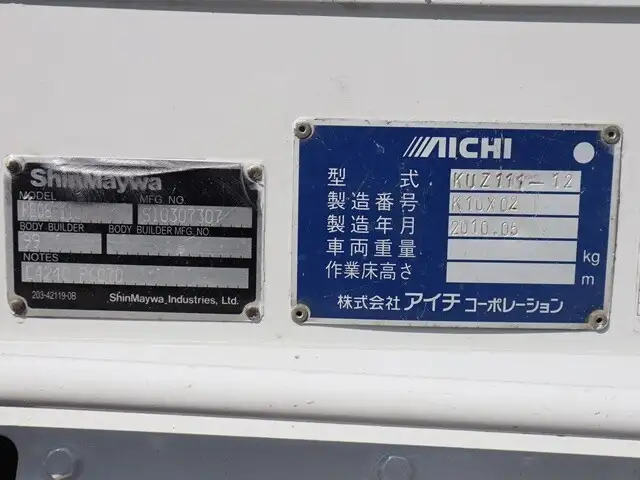 ShinMaywa
MODEL
MFG NO.
S10307307
BODY BUILDER
BODY BUILDER MFG, NO.
99
NOTES
203-42119-0B
ShinMaywa, Industries, Ltd.
AICHI
型式 KUZ111-12
製造番号 K10X02
製造年月 2010.06
車両重量 kg
作業床高さ m
株式会社 アイチ コーポレーション